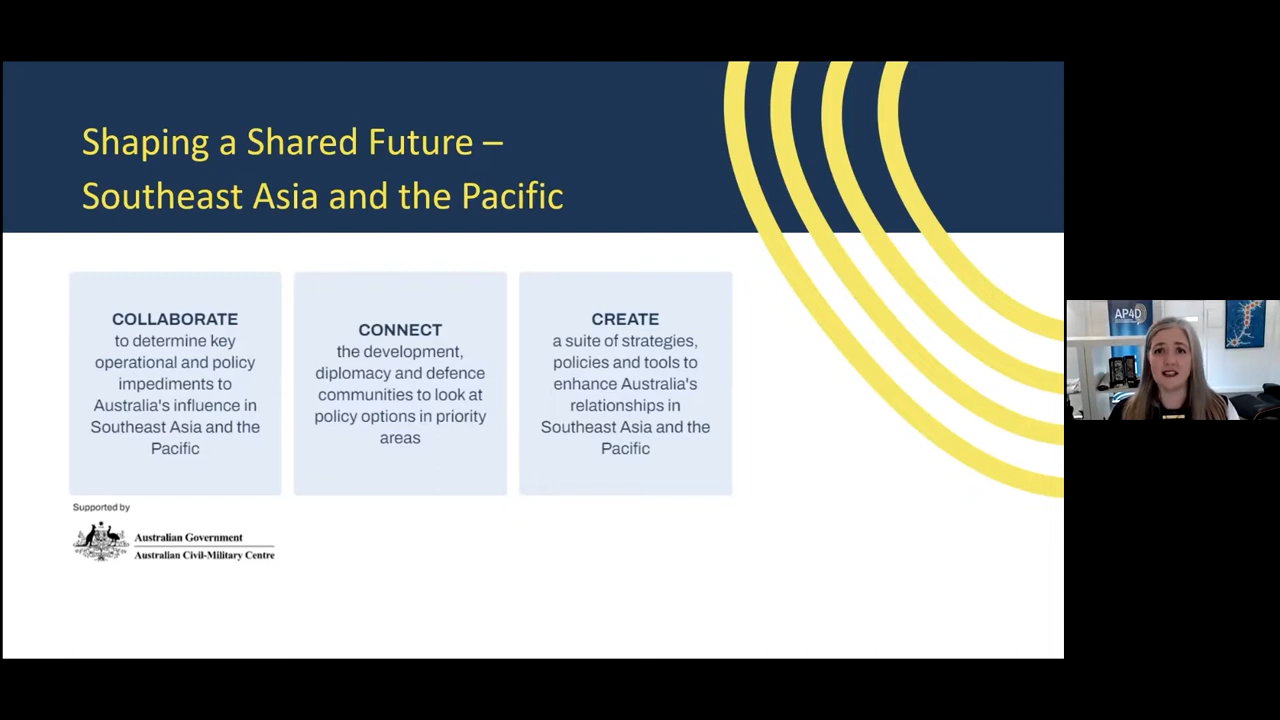 Shaping a Shared Future –
Southeast Asia and the Pacific
COLLABORATE
to determine key
operational and policy
impediments to
Australia's influence in
Southeast Asia and the
Pacific
CONNECT
the development,
diplomacy and defence
communities to look at
policy options in priority
areas
CREATE
a suite of strategies,
policies and tools to
enhance Australia's
relationships in
Southeast Asia and the
Pacific
Supported by
Australian Government
Australian Civil-Military Centre
AP4D